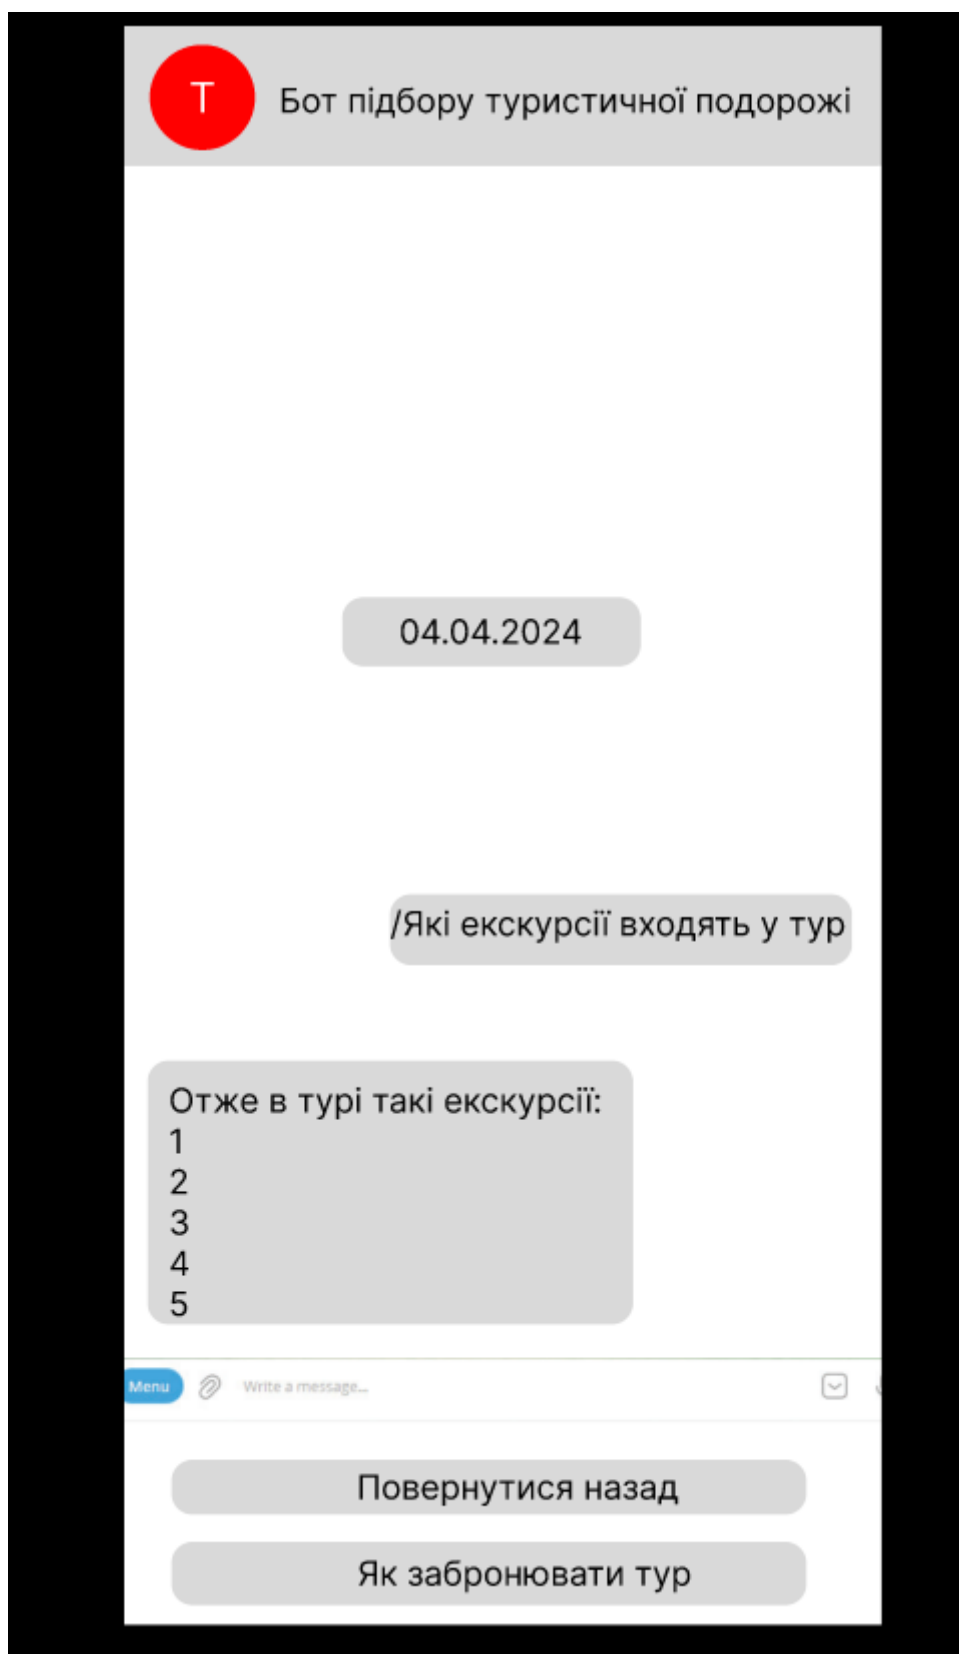 T
Бот підбору туристичної подорожі
04.04.2024
/Які екскурсії входять у тур
Отже в турі такі екскурсії:
1
2
3
4
5
Menu
Write a message...
Повернутися назад
Як забронювати тур